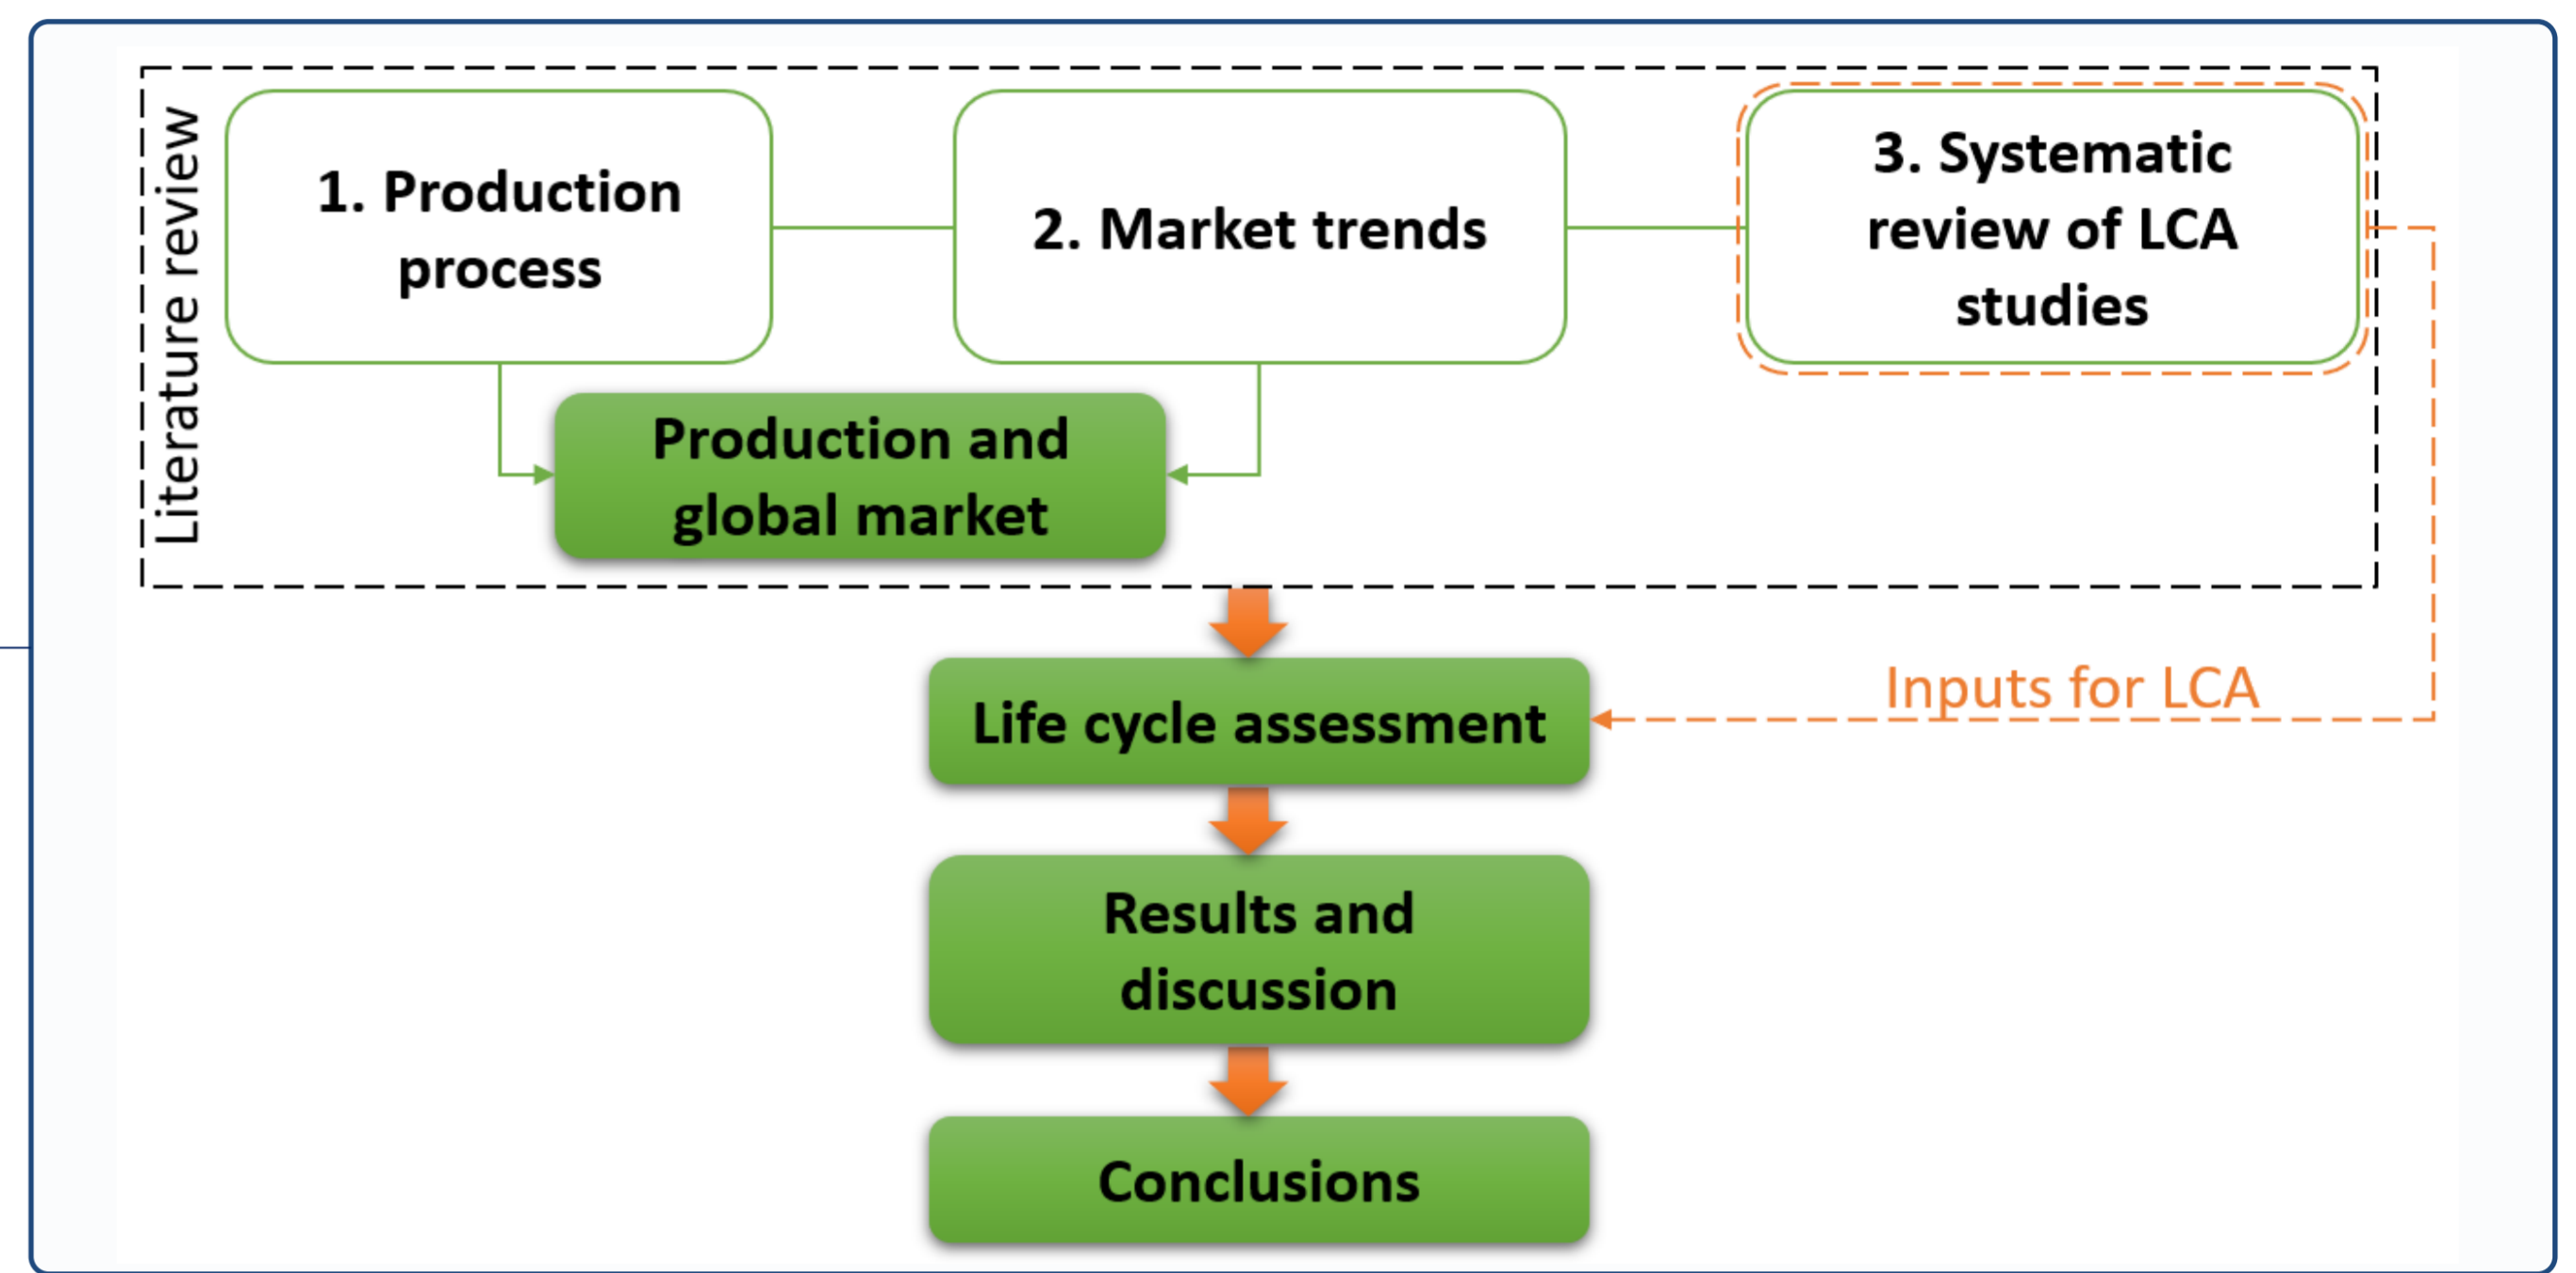 Literature review
1. Production
process
2. Market trends
3. Systematic
review of LCA
studies
Production and
global market
Life cycle assessment
Inputs for LCA
Results and
discussion
Conclusions